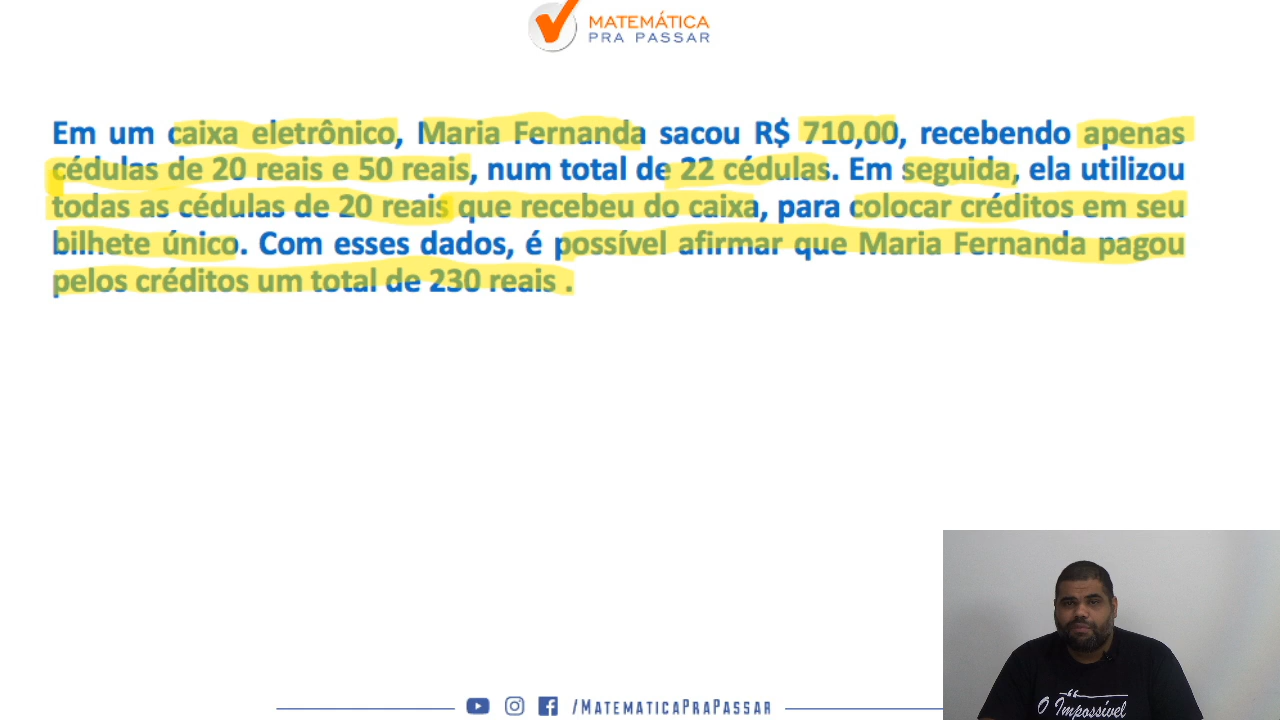 MATEMÁTICA
PRA PASSAR
Em um caixa eletrônico, Maria Fernanda sacou R$ 710,00, recebendo apenas
cédulas de 20 reais e 50 reais, num total de 22 cédulas. Em seguida, ela utilizou
todas as cédulas de 20 reais que recebeu do caixa, para colocar créditos em seu
bilhete único. Com esses dados, é possível afirmar que Maria Fernanda pagou
pelos créditos um total de 230 reais .
“ O Impossível
/MATEMATICAPRAPASSAR